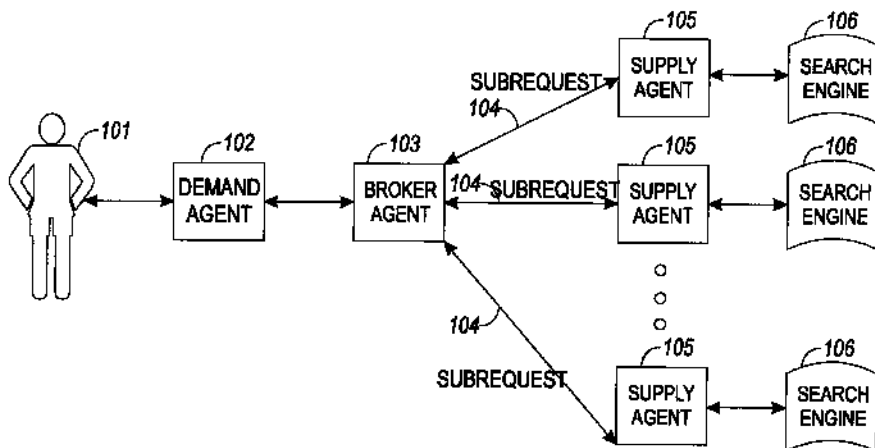 105
106
SUPPLY
AGENT
SEARCH
ENGINE
SUBREQUEST
104
101
102
103
105
106
DEMAND
AGENT
BROKER
AGENT
104
SUBREQUEST
SUPPLY
AGENT
SEARCH
ENGINE
104
105
106
SUBREQUEST
SUPPLY
AGENT
SEARCH
ENGINE